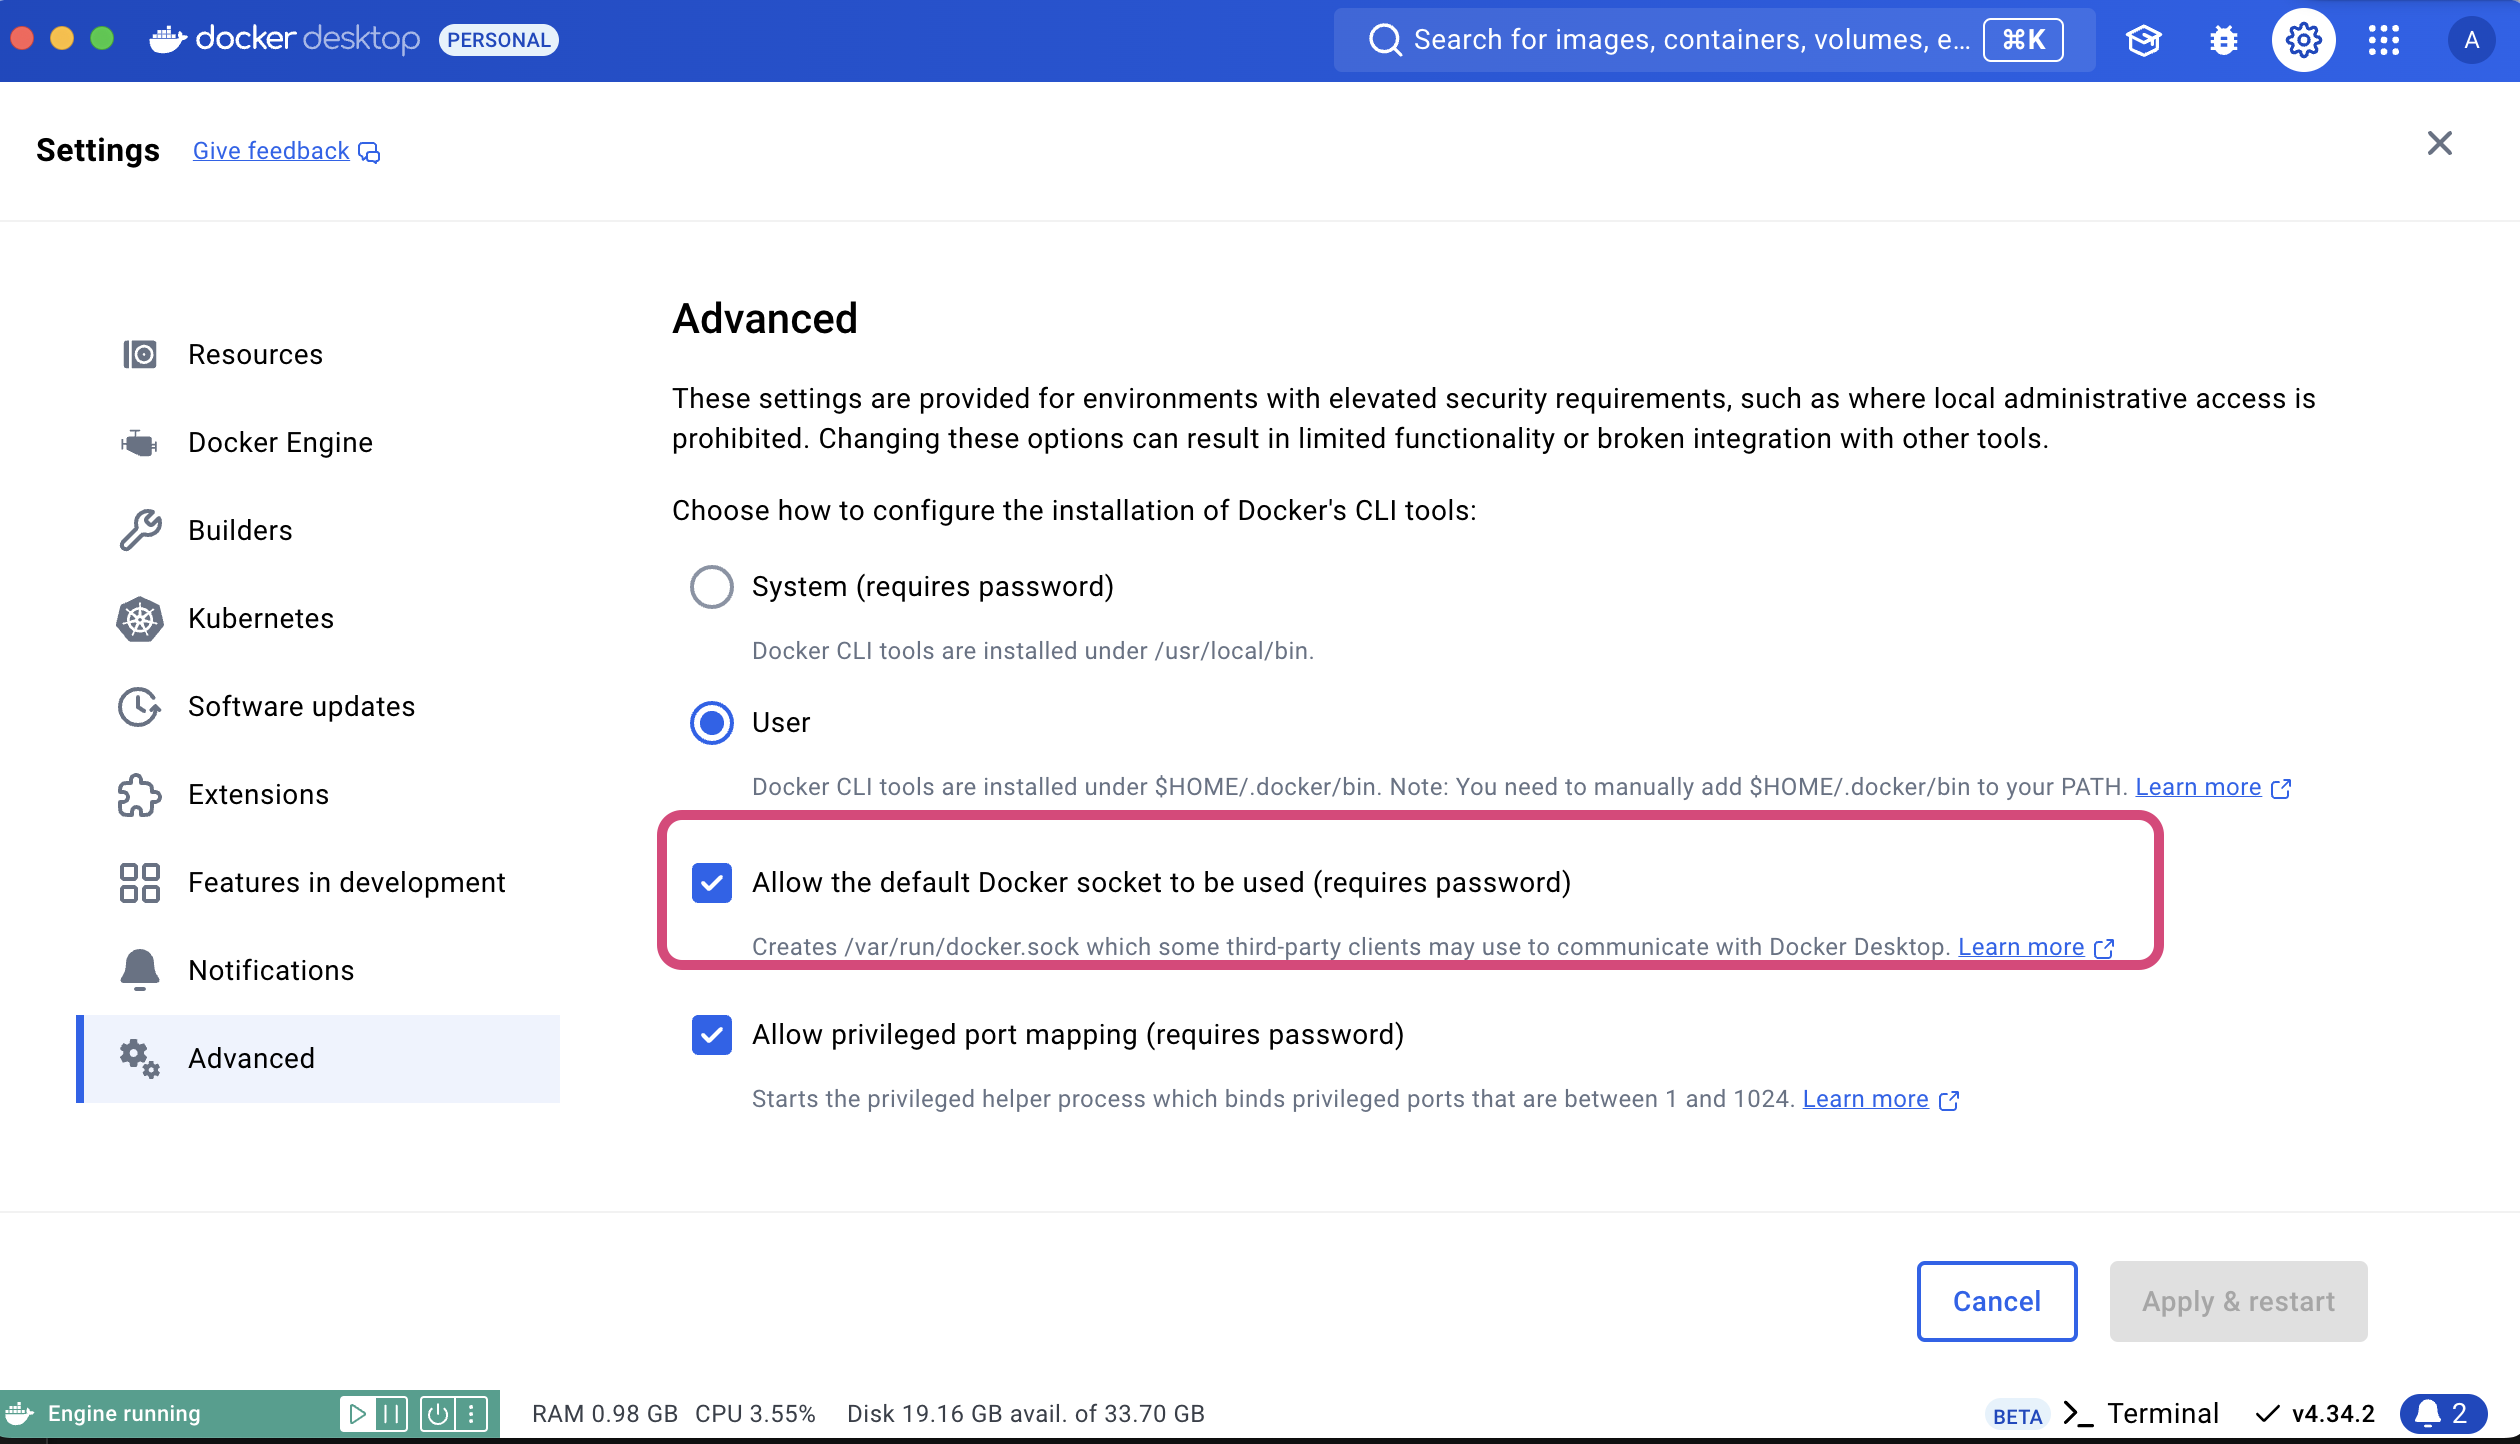 docker desktop PERSONAL
Search for images, containers, volumes, e... ⌘K
A
Settings Give feedback
Resources
Docker Engine
Builders
Kubernetes
Software updates
Extensions
Features in development
Notifications
Advanced
Advanced
These settings are provided for environments with elevated security requirements, such as where local administrative access is
prohibited. Changing these options can result in limited functionality or broken integration with other tools.
Choose how to configure the installation of Docker's CLI tools:
System (requires password)
Docker CLI tools are installed under /usr/local/bin.
User
Docker CLI tools are installed under $HOME/.docker/bin. Note: You need to manually add $HOME/.docker/bin to your PATH. Learn more
Allow the default Docker socket to be used (requires password)
Creates /var/run/docker.sock which some third-party clients may use to communicate with Docker Desktop. Learn more
Allow privileged port mapping (requires password)
Starts the privileged helper process which binds privileged ports that are between 1 and 1024. Learn more
Cancel Apply & restart
Engine running RAM 0.98 GB CPU 3.55% Disk 19.16 GB avail. of 33.70 GB BETA Terminal v4.34.2 2